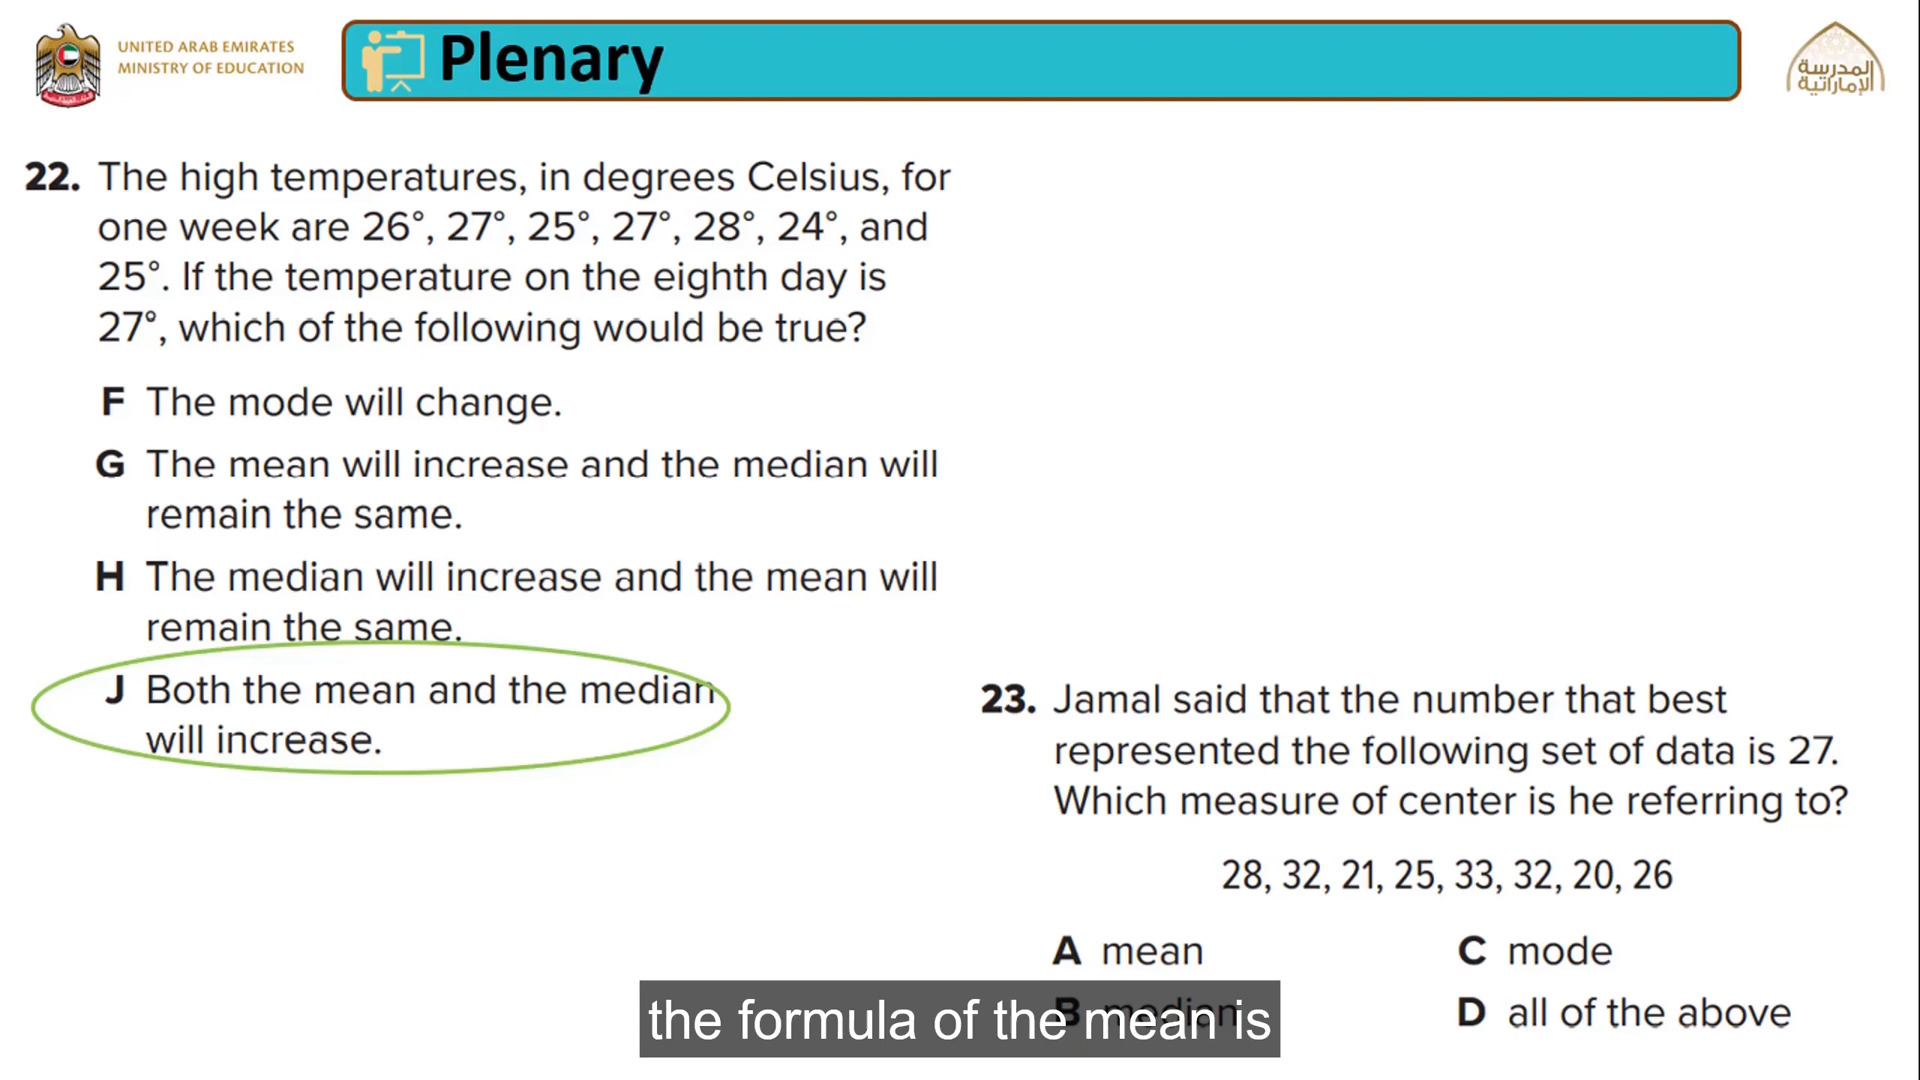 UNITED ARAB EMIRATES
MINISTRY OF EDUCATION
Plenary
المدرسة
الإماراتية
22. The high temperatures, in degrees Celsius, for
one week are 26°, 27°, 25°, 27°, 28°, 24°, and
25°. If the temperature on the eighth day is
27°, which of the following would be true?
F The mode will change.
G The mean will increase and the median will
remain the same.
H The median will increase and the mean will
remain the same.
J Both the mean and the median
will increase.
23. Jamal said that the number that best
represented the following set of data is 27.
Which measure of center is he referring to?
28, 32, 21, 25, 33, 32, 20, 26
A mean
C mode
B median
D all of the above
the formula of the mean is